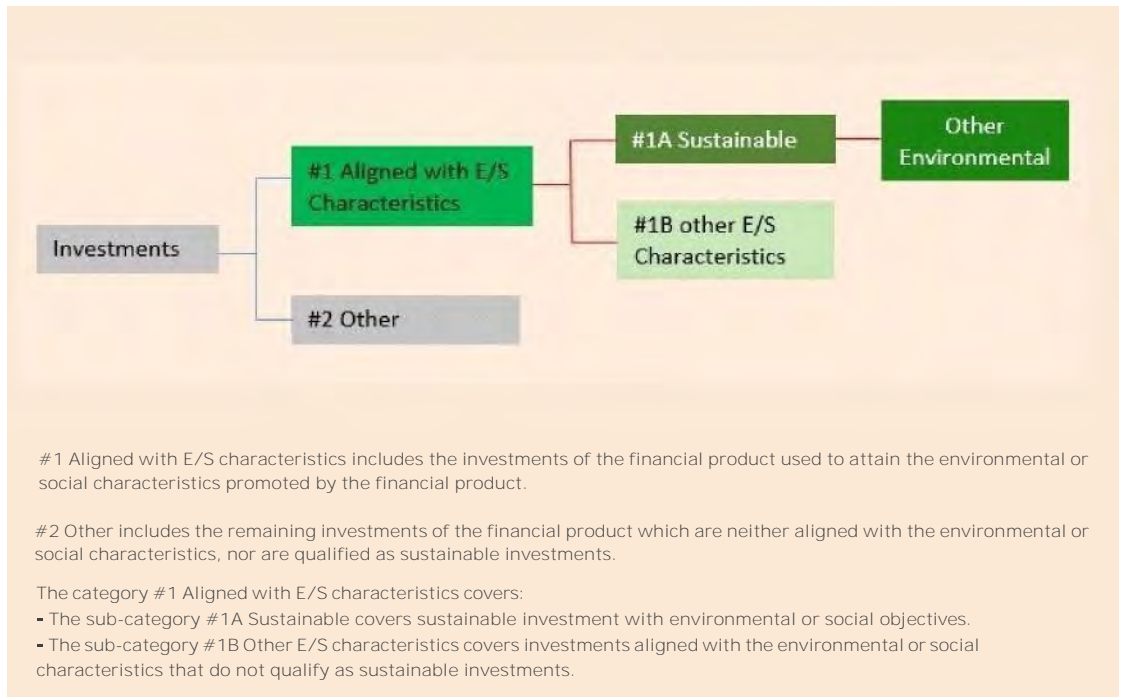 Other
Environmental
#1A Sustainable
#1 Aligned with E/S
Characteristics
#1B other E/S
Characteristics
Investments
#2 Other
#1 Aligned with E/S characteristics includes the investments of the financial product used to attain the environmental or
social characteristics promoted by the financial product.
#2 Other includes the remaining investments of the financial product which are neither aligned with the environmental or
social characteristics, nor are qualified as sustainable investments.
The category #1 Aligned with E/S characteristics covers:
- The sub-category #1A Sustainable covers sustainable investment with environmental or social objectives.
- The sub-category #1B Other E/S characteristics covers investments aligned with the environmental or social
characteristics that do not qualify as sustainable investments.